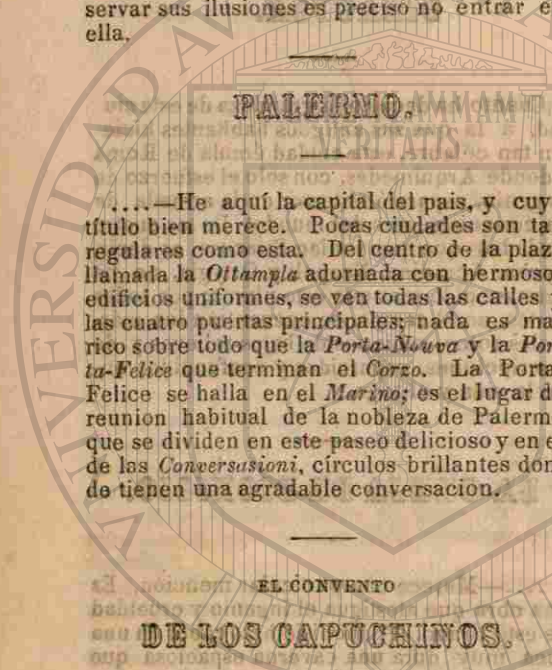 servar sus ilusiones es preciso no entrar e
ella.
PALERMO.
....—He aquí la capital del pais, y cuy
título bien merece. Pocas ciudades son ta
regulares como esta. Del centro de la plaz
llamada la Ottampla adornada con hermoso
edificios uniformes, se ven todas las calles
las cuatro puertas principales; nada es ma
rico sobre todo que la Porta-Nouva y la Por
ta-Felice que terminan el Corzo. La Porta
Felice se halla en el Marino; es el lugar d
reunion habitual de la nobleza de Palerm
que se dividen en este paseo delicioso y en e
de las Conversasioni, círculos brillantes don
de tienen una agradable conversacion.
EL CONVENTO
DE LOS CAPUCHINOS.